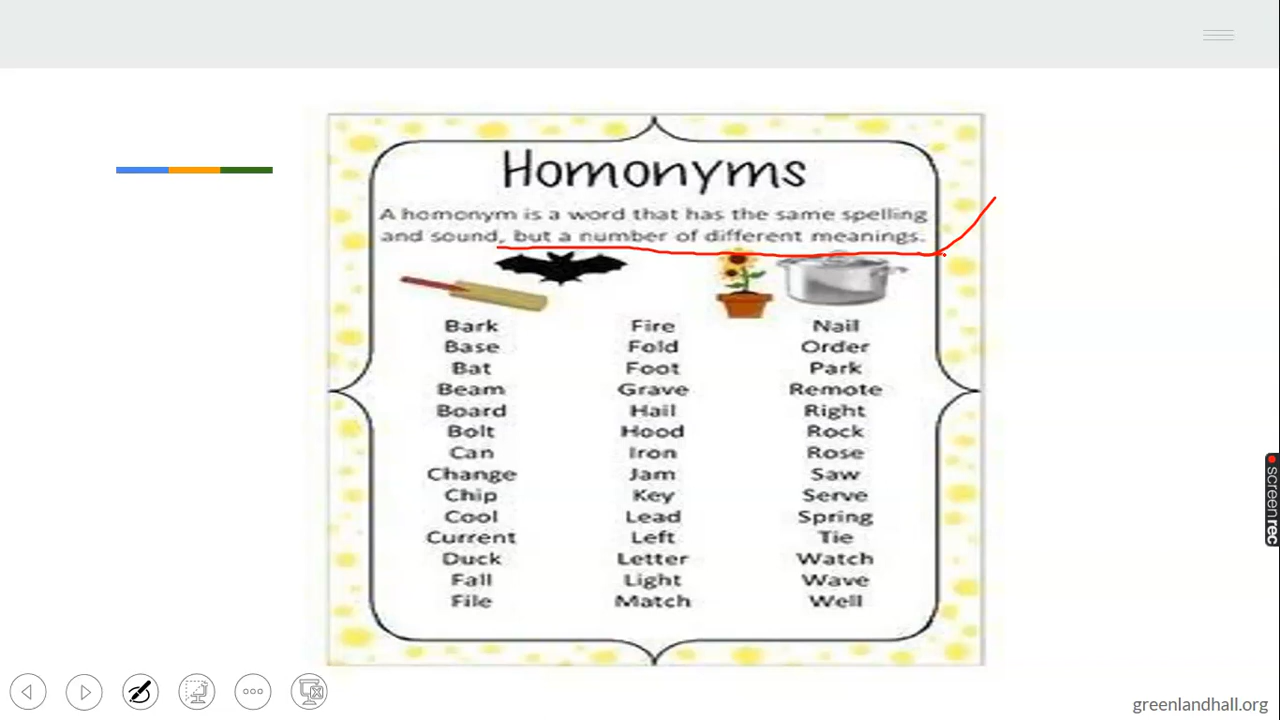 Homonyms
A homonym is a word that has the same spelling
and sound, but a number of different meanings.
Bark Fire Nail
Base Fold Order
Bat Foot Park
Beam Grave Remote
Board Hail Right
Bolt Hood Rock
Can Iron Rose
Change Jam Saw
Chip Key Serve
Cool Lead Spring
Current Left Tie
Duck Letter Watch
Fall Light Wave
File Match Well
screenrec
greenlandhall.org